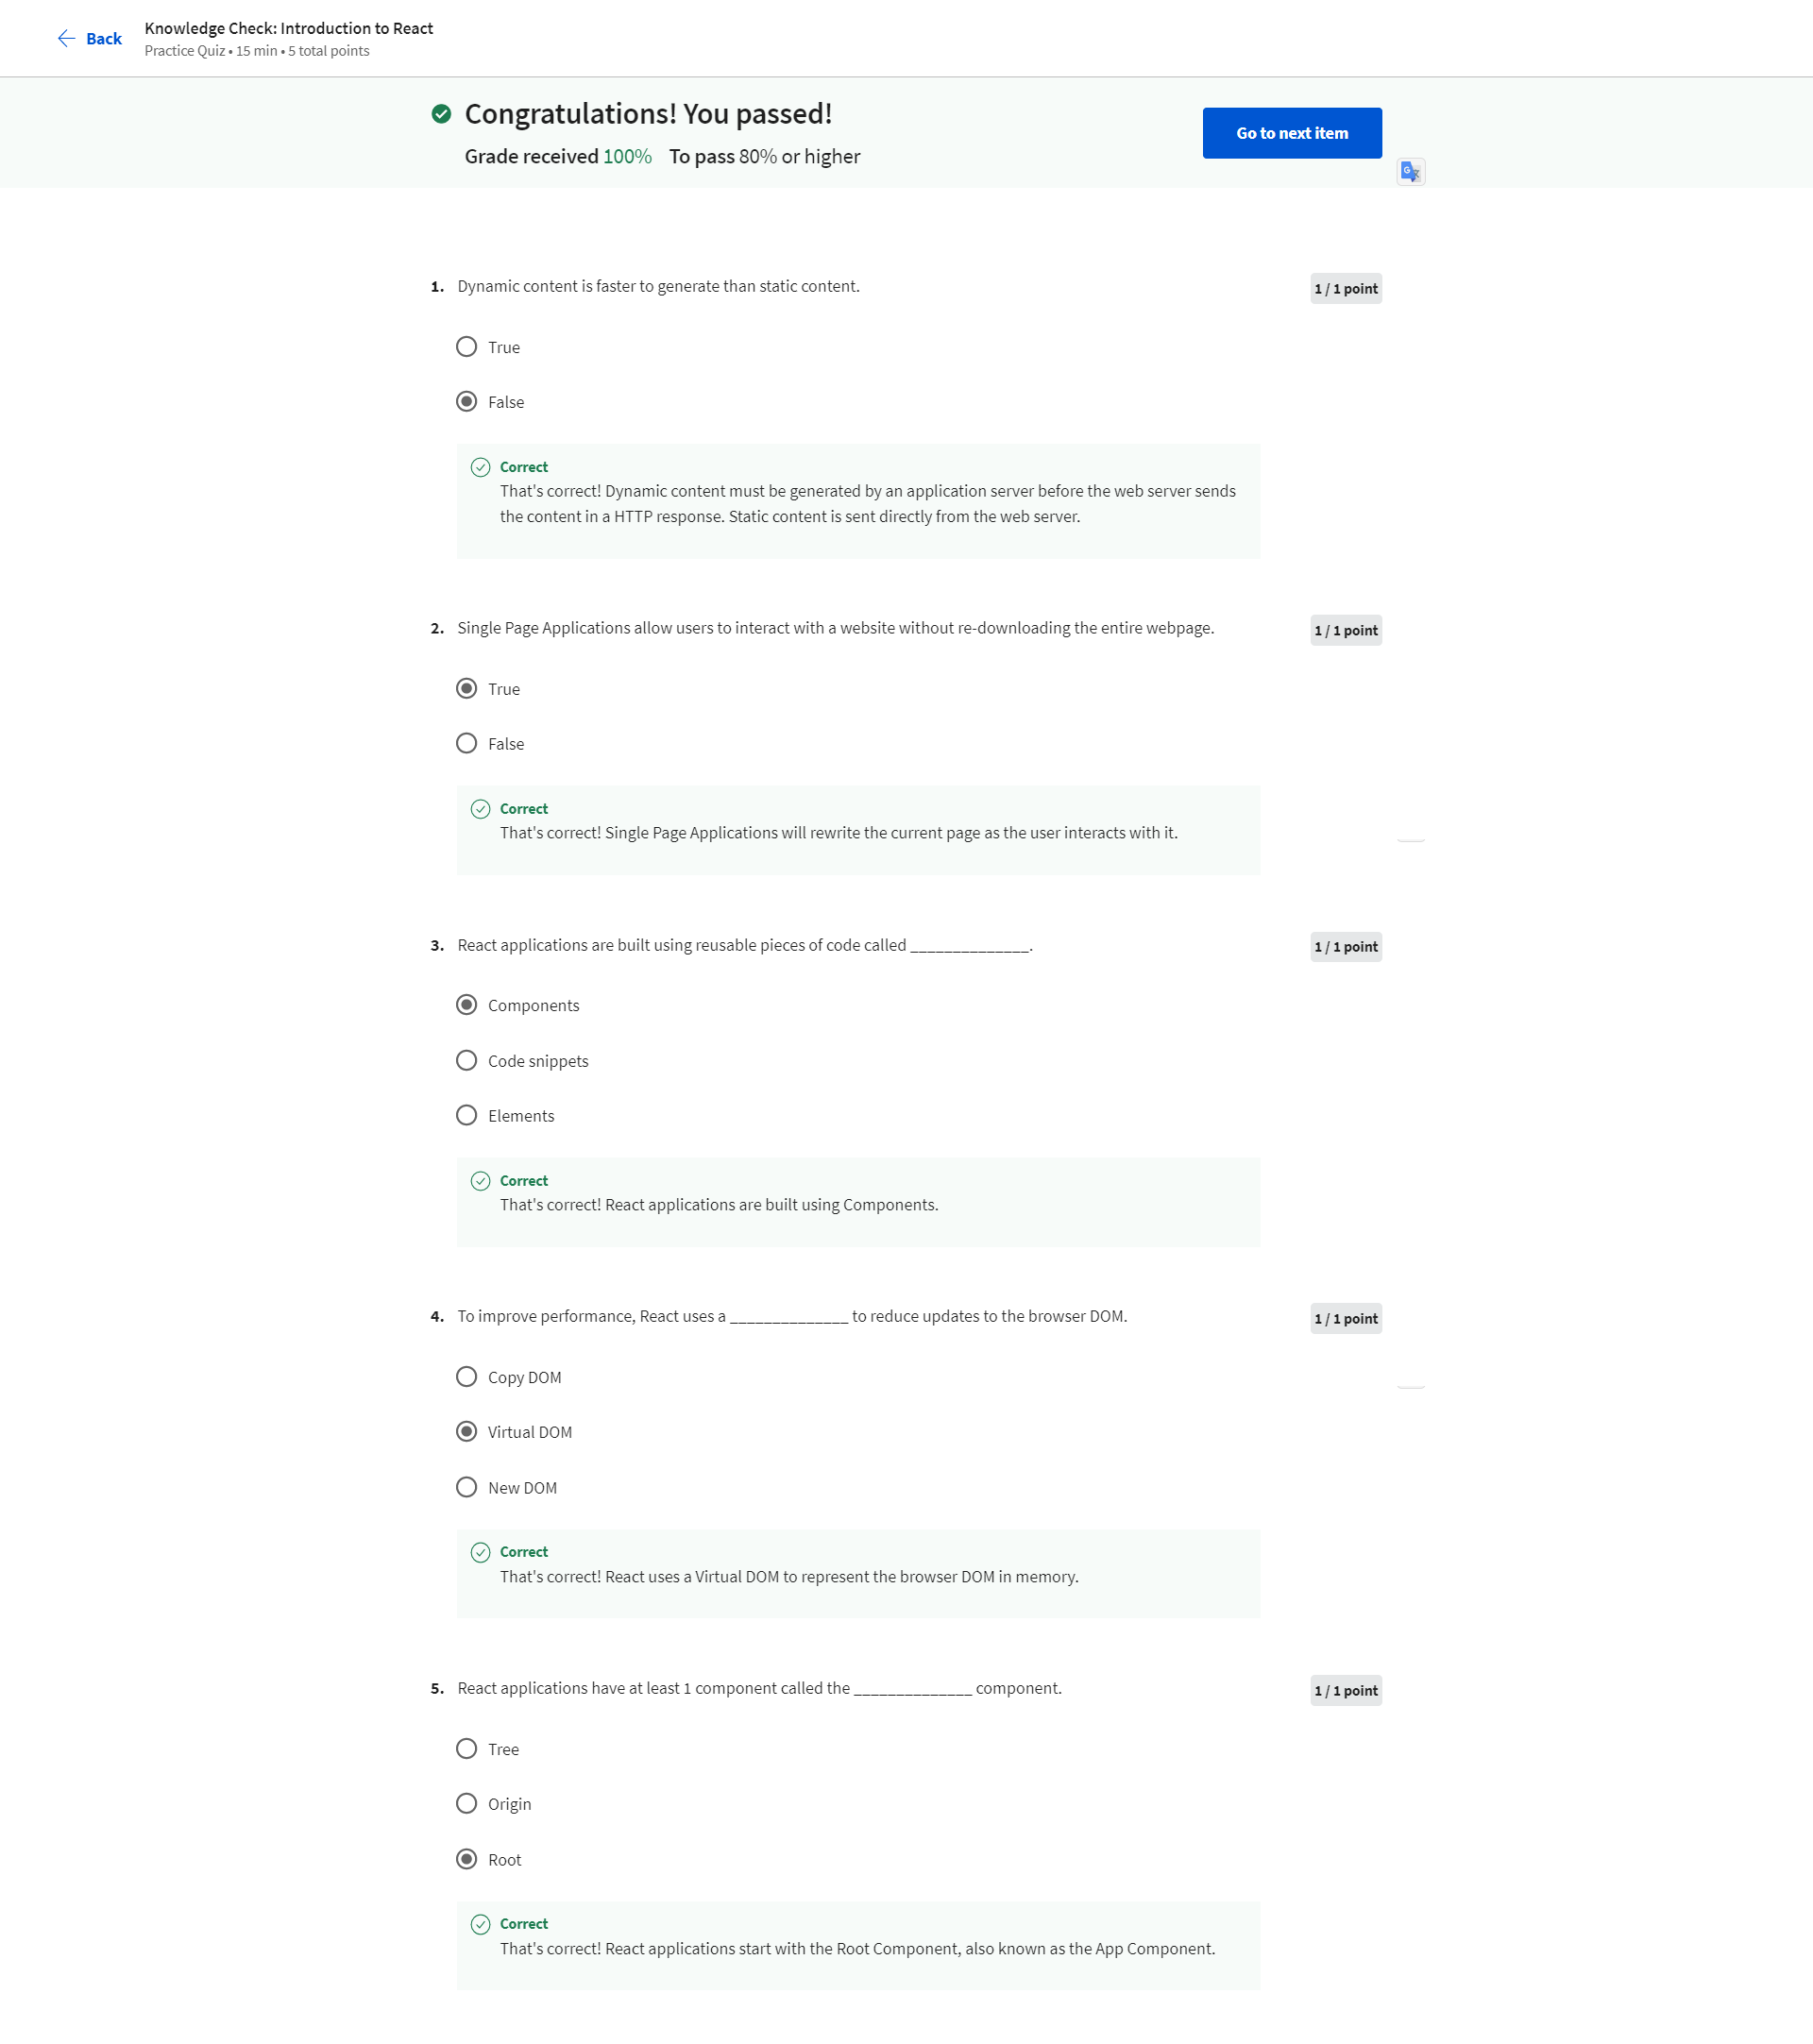 Back
Knowledge Check: Introduction to React
Practice Quiz • 15 min • 5 total points
Congratulations! You passed!
Grade received 100% To pass 80% or higher
Go to next item
1. Dynamic content is faster to generate than static content.
1 / 1 point
True
False
Correct
That's correct! Dynamic content must be generated by an application server before the web server sends
the content in a HTTP response. Static content is sent directly from the web server.
2. Single Page Applications allow users to interact with a website without re-downloading the entire webpage.
1 / 1 point
True
False
Correct
That's correct! Single Page Applications will rewrite the current page as the user interacts with it.
3. React applications are built using reusable pieces of code called ______________.
1 / 1 point
Components
Code snippets
Elements
Correct
That's correct! React applications are built using Components.
4. To improve performance, React uses a ______________ to reduce updates to the browser DOM.
1 / 1 point
Copy DOM
Virtual DOM
New DOM
Correct
That's correct! React uses a Virtual DOM to represent the browser DOM in memory.
5. React applications have at least 1 component called the ______________ component.
1 / 1 point
Tree
Origin
Root
Correct
That's correct! React applications start with the Root Component, also known as the App Component.